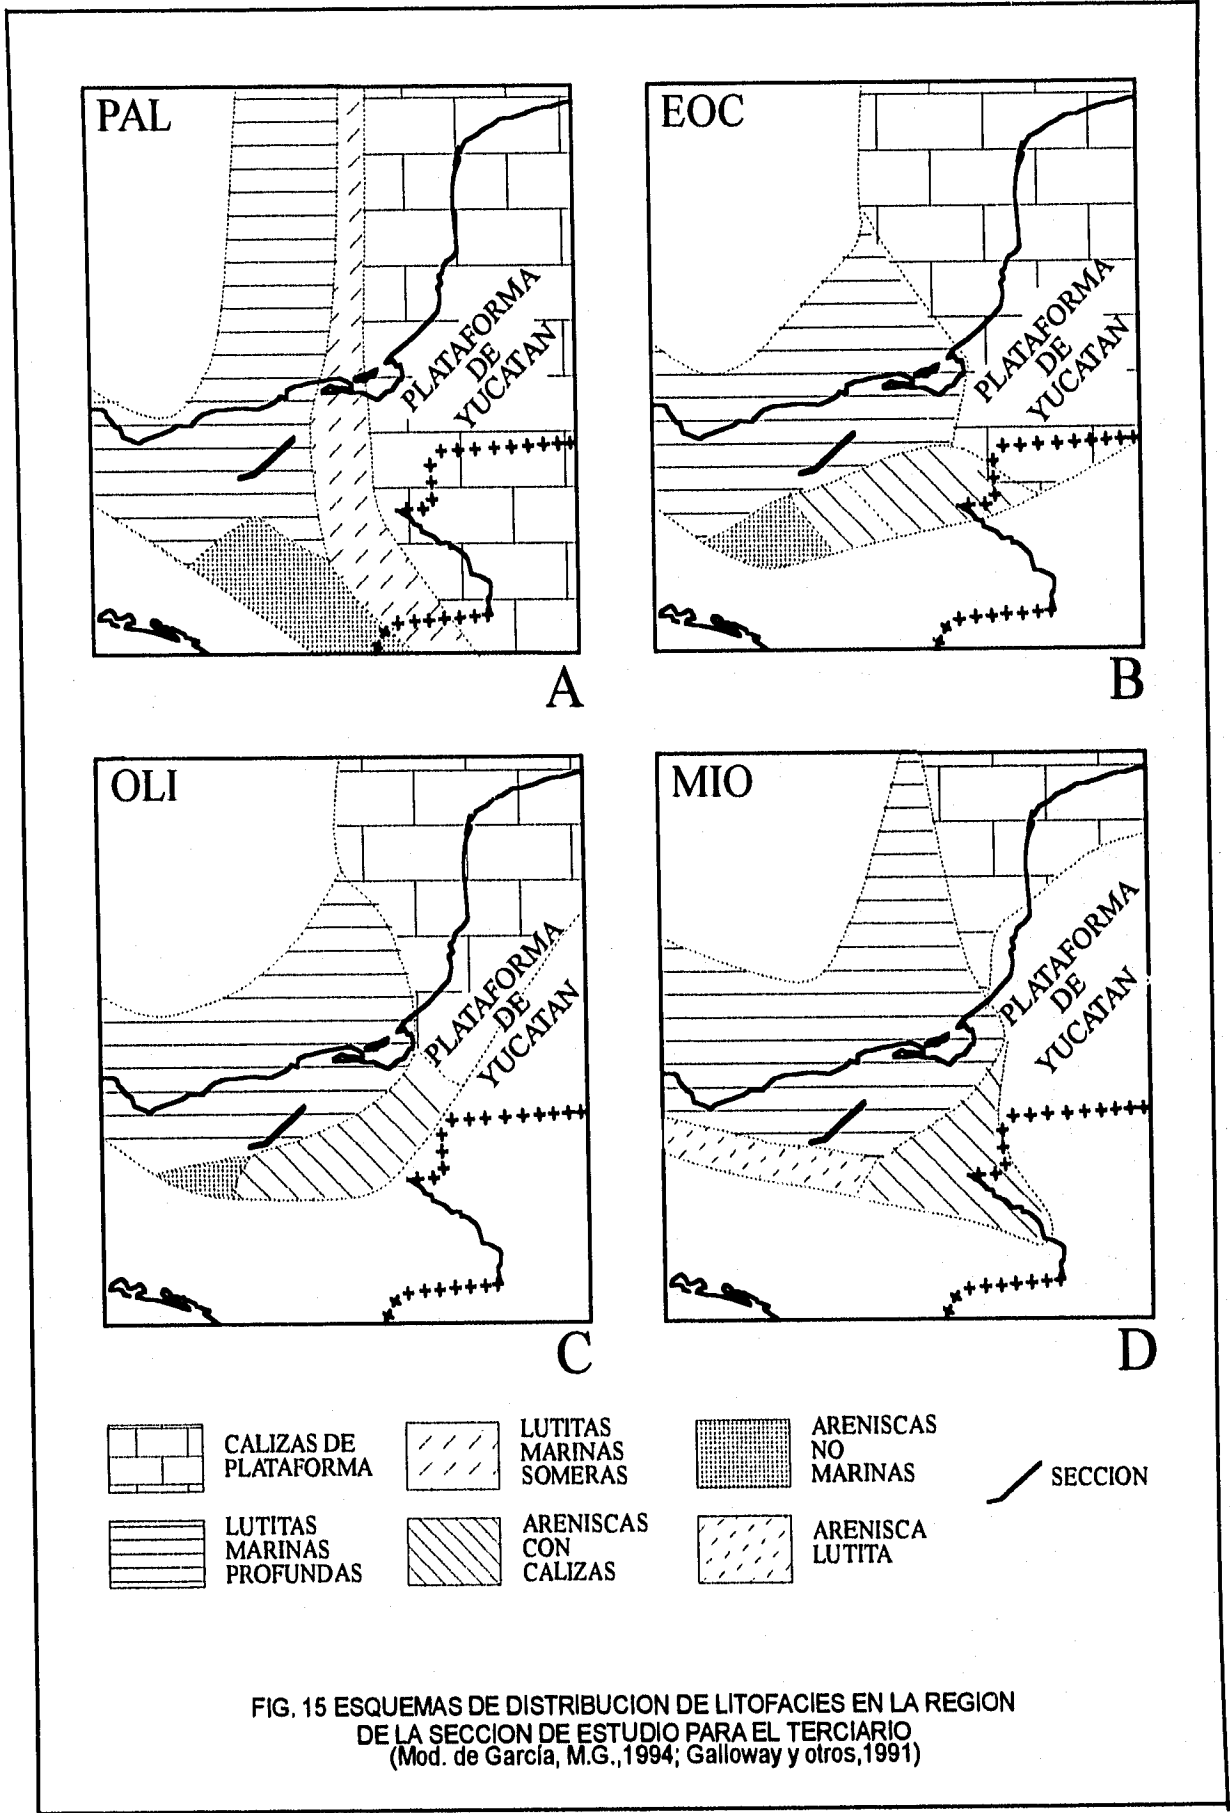 PAL
PLATAFORMA
DE
YUCATAN
A
EOC
PLATAFORMA
DE
YUCATAN
B
OLI
PLATAFORMA
DE
YUCATAN
C
MIO
PLATAFORMA
DE
YUCATAN
D
CALIZAS DE
PLATAFORMA
LUTITAS
MARINAS
SOMERAS
ARENISCAS
NO
MARINAS
SECCION
LUTITAS
MARINAS
PROFUNDAS
ARENISCAS
CON
CALIZAS
ARENISCA
LUTITA
FIG. 15 ESQUEMAS DE DISTRIBUCION DE LITOFACIES EN LA REGION
DE LA SECCION DE ESTUDIO PARA EL TERCIARIO
(Mod. de García, M.G.,1994; Galloway y otros,1991)